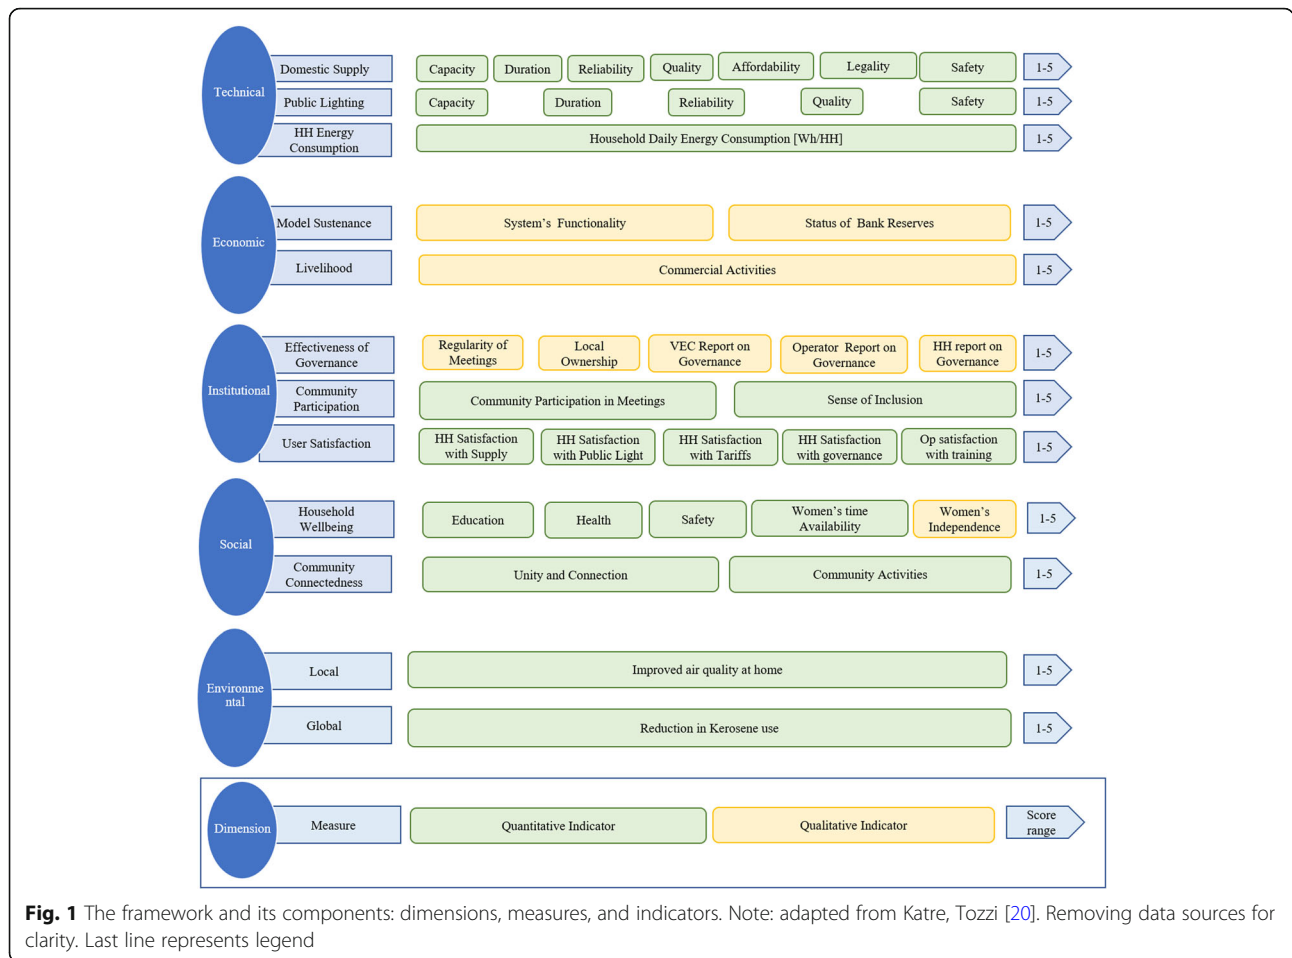 Technical
Domestic Supply
Capacity
Duration
Reliability
Quality
Affordability
Legality
Safety
1-5
Public Lighting
Capacity
Duration
Reliability
Quality
Safety
1-5
HH Energy
Consumption
Household Daily Energy Consumption [Wh/HH]
1-5
Economic
Model Sustenance
System's Functionality
Status of Bank Reserves
1-5
Livelihood
Commercial Activities
1-5
Institutional
Effectiveness of
Governance
Regularity of
Meetings
Local
Ownership
VEC Report on
Governance
Operator Report on
Governance
HH report on
Governance
1-5
Community
Participation
Community Participation in Meetings
Sense of Inclusion
1-5
User Satisfaction
HH Satisfaction
with Supply
HH Satisfaction
with Public Light
HH Satisfaction
with Tariffs
HH Satisfaction
with governance
Op satisfaction
with training
1-5
Social
Household
Wellbeing
Education
Health
Safety
Women's time
Availability
Women's
Independence
1-5
Community
Connectedness
Unity and Connection
Community Activities
1-5
Environme
ntal
Local
Improved air quality at home
1-5
Global
Reduction in Kerosene use
1-5
Dimension
Measure
Quantitative Indicator
Qualitative Indicator
Score
range
Fig. 1 The framework and its components: dimensions, measures, and indicators. Note: adapted from Katre, Tozzi [20]. Removing data sources for
clarity. Last line represents legend